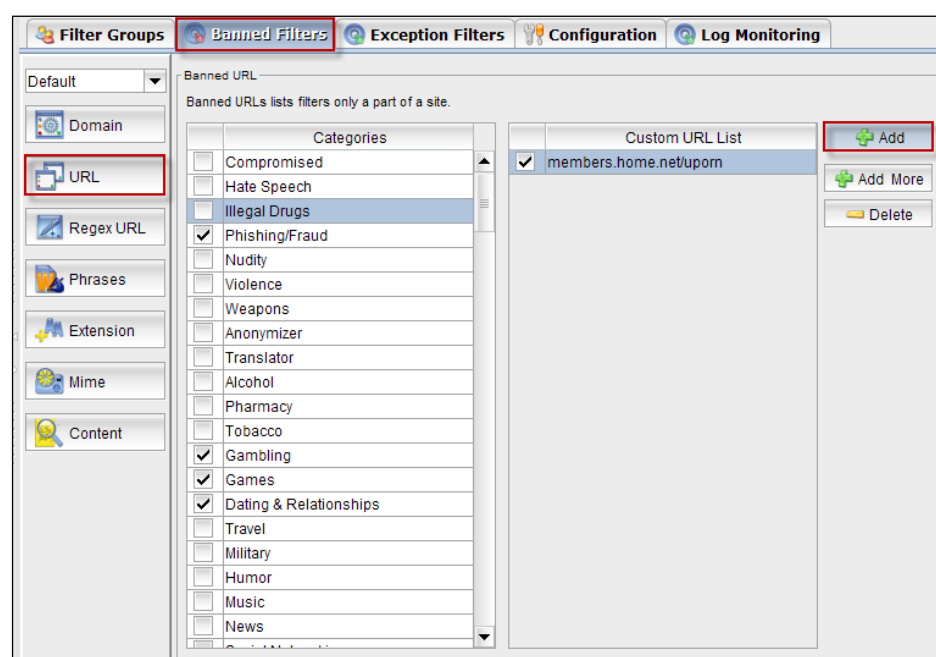 Filter Groups Banned Filters Exception Filters Configuration Log Monitoring
Default
Domain
URL
Regex URL
Phrases
Extension
Mime
Content
Banned URL
Banned URLs lists filters only a part of a site.
Categories
Compromised
Hate Speech
Illegal Drugs
Phishing/Fraud
Nudity
Violence
Weapons
Anonymizer
Translator
Alcohol
Pharmacy
Tobacco
Gambling
Games
Dating & Relationships
Travel
Military
Humor
Music
News
Custom URL List
members.home.net/uporn
Add
Add More
Delete